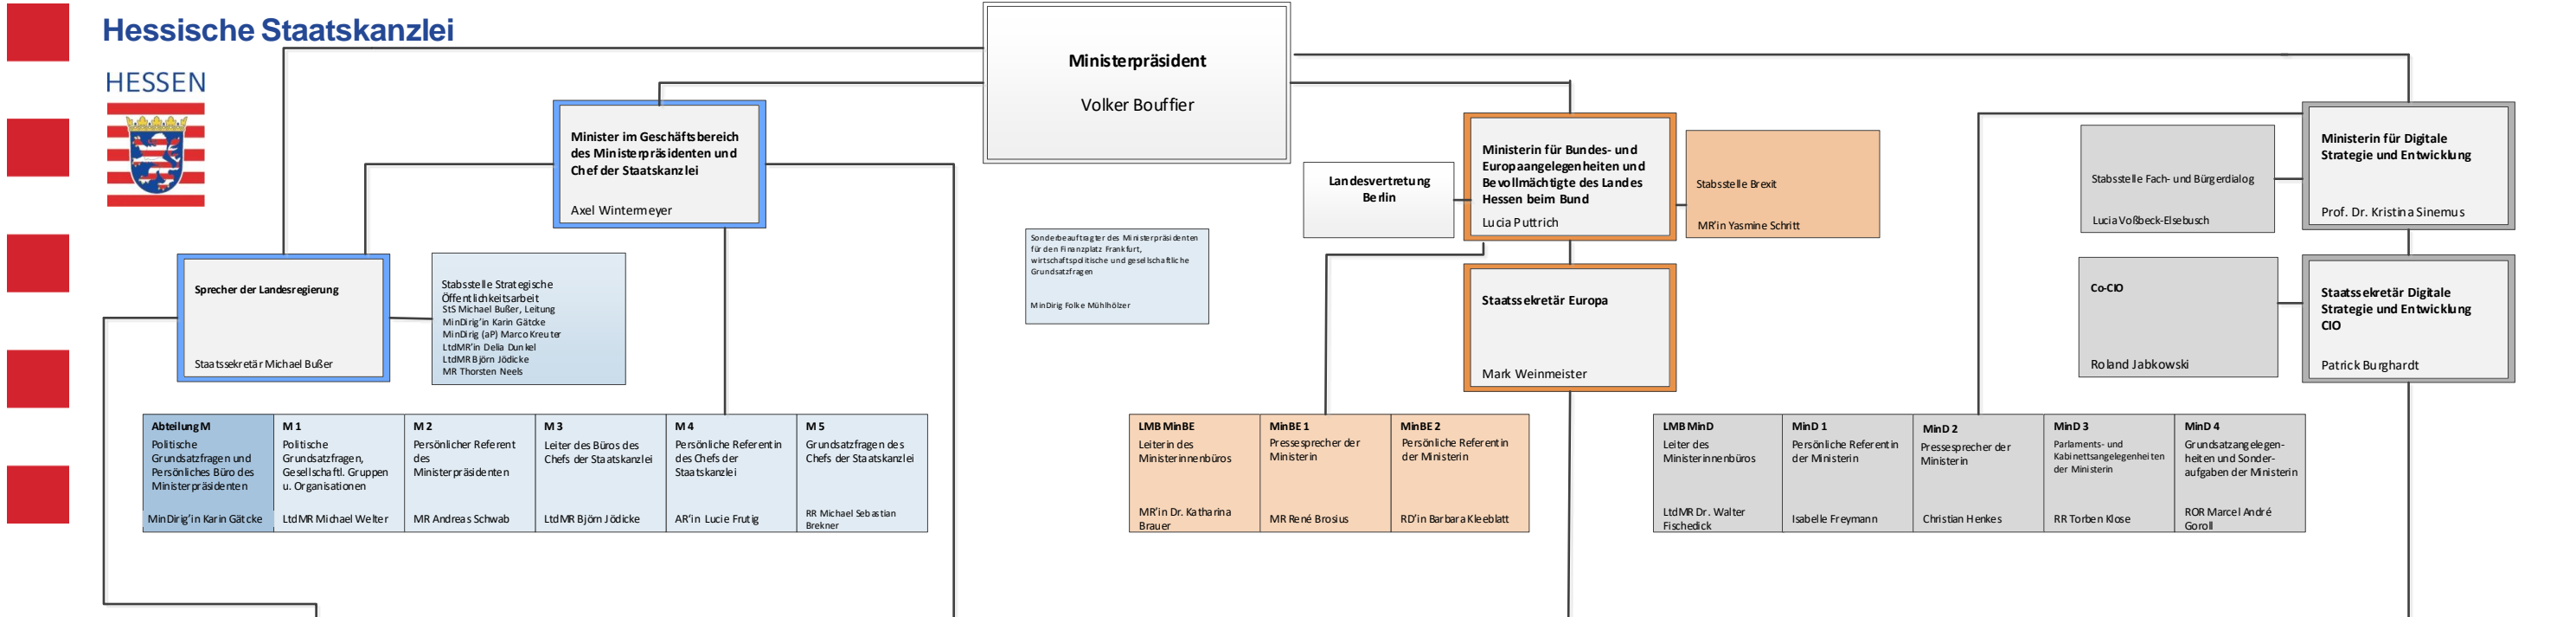 Hessische Staatskanzlei
HESSEN
Ministerpräsident
Volker Bouffier
Minister im Geschäftsbereich
des Ministerpräsidenten und
Chef der Staatskanzlei
Axel Wintermeyer
Ministerin für Bundes- und
Europaangelegenheiten und
Bevollmächtigte des Landes
Hessen beim Bund
Lucia Puttrich
Landesvertretung
Berlin
Stabsstelle Brexit
MR'in Yasmine Schritt
Stabsstelle Fach- und Bürgerdialog
Lucia Voßbeck-Elsebusch
Ministerin für Digitale
Strategie und Entwicklung
Prof. Dr. Kristina Sinemus
Sprecher der Landesregierung
Staatssekretär Michael Bußer
Stabsstelle Strategische
Öffentlichkeitsarbeit
StS Michael Bußer, Leitung
MinDirig'in Karin Gätcke
MinDirig (aP) Marco Kreuter
LtdMR'in Delia Dunkel
LtdMR Björn Jödicke
MR Thorsten Neels
Sonderbeauftragter des Ministerpräsidenten
für den Finanzplatz Frankfurt,
wirtschaftspolitische und gesellschaftliche
Grundsatzfragen
MinDirig Folke Mühlhölzer
Staatssekretär Europa
Mark Weinmeister
Co-CIO
Roland Jabkowski
Staatssekretär Digitale
Strategie und Entwicklung
CIO
Patrick Burghardt
Abteilung M
Politische
Grundsatzfragen und
Persönliches Büro des
Ministerpräsidenten
MinDirig'in Karin Gätcke
M 1
Politische
Grundsatzfragen,
Gesellschaftl. Gruppen
u. Organisationen
LtdMR Michael Welter
M 2
Persönlicher Referent
des
Ministerpräsidenten
MR Andreas Schwab
M 3
Leiter des Büros des
Chefs der Staatskanzlei
LtdMR Björn Jödicke
M 4
Persönliche Referentin
des Chefs der
Staatskanzlei
AR'in Lucie Frutig
M 5
Grundsatzfragen des
Chefs der Staatskanzlei
RR Michael Sebastian
Brekner
LMB MinBE
Leiterin des
Ministerinnenbüros
MR'in Dr. Katharina
Brauer
MinBE 1
Pressesprecher der
Ministerin
MR René Brosius
MinBE 2
Persönliche Referentin
der Ministerin
RD'in Barbara Kleeblatt
LMB MinD
Leiter des
Ministerinnenbüros
LtdMR Dr. Walter
Fischedick
MinD 1
Persönliche Referentin
der Ministerin
Isabelle Freymann
MinD 2
Pressesprecher der
Ministerin
Christian Henkes
MinD 3
Parlaments- und
Kabinettsangelegenheiten
der Ministerin
RR Torben Klose
MinD 4
Grundsatzangelegen-
heiten und Sonder-
aufgaben der Ministerin
ROR Marcel André
Goroll